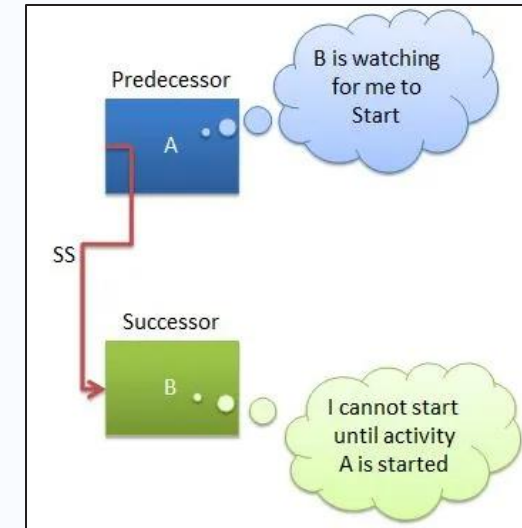 B is watching
for me to
Start
Predecessor
A
SS
Successor
B
I cannot start
until activity
A is started